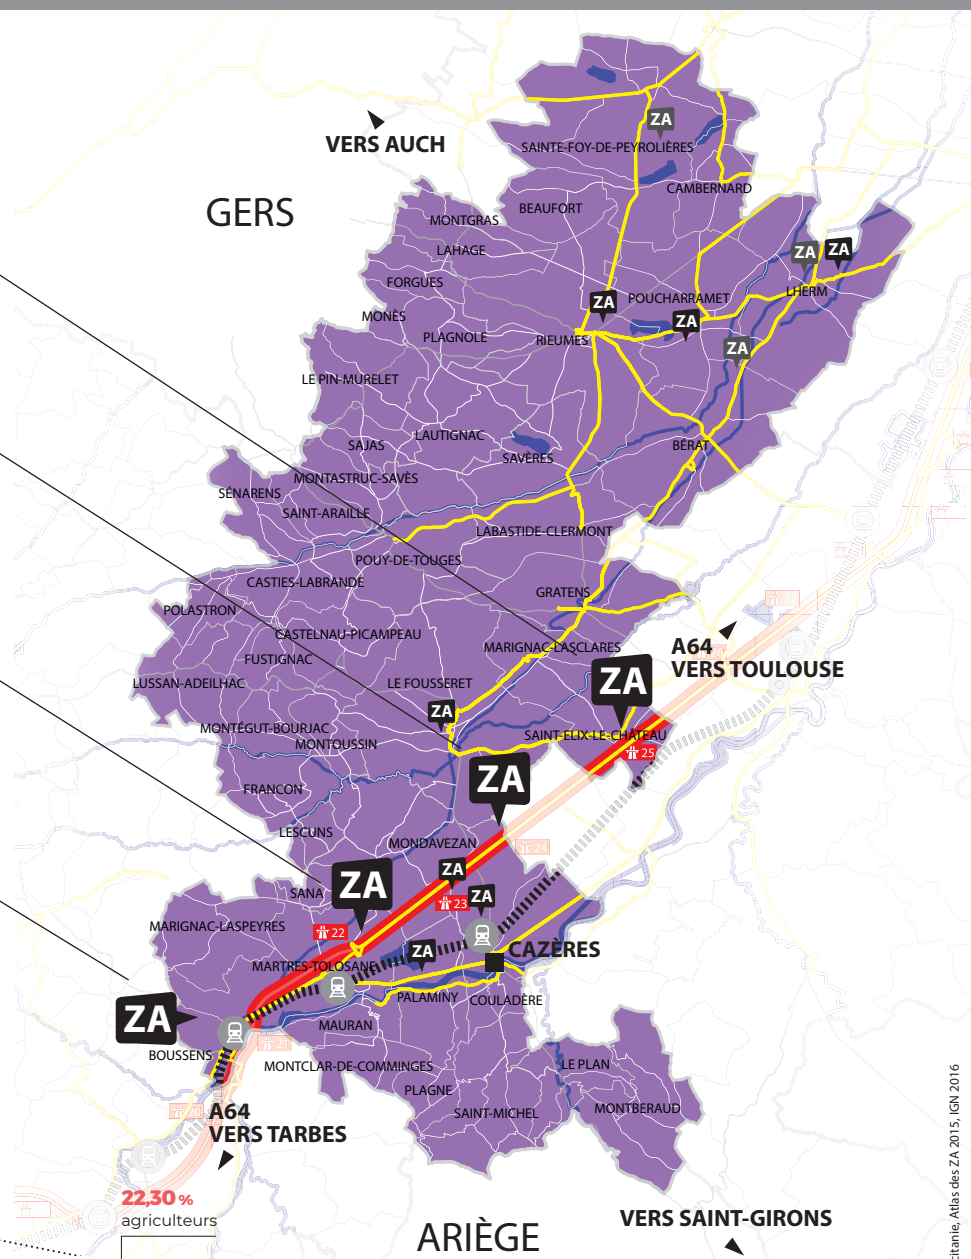 VERS AUCH
GERS
ZA
SAINTE-FOY-DE-PEYROLIÈRES
CAMBERNARD
BEAUFORT
MONTGRAS
LAHAGE
ZA
ZA
FORGUES
LHERM
ZA
POUCHARRAMET
MONÈS
ZA
PLAGNOLE
RIEUMES
ZA
LE PIN-MURELET
LAUTIGNAC
SAJAS
BÉRAT
SAVÈRES
MONTASTRUC-SAVÈS
SÉNARENS
SAINT-ARAILLE
LABASTIDE-CLERMONT
POUY-DE-TOUGES
CASTIES-LABRANDE
GRATENS
POLASTRON
CASTELNAU-PICAMPEAU
MARIGNAC-LASCLARES
A64
VERS TOULOUSE
FUSTIGNAC
LUSSAN-ADEILHAC
LE FOUSSERET
ZA
ZA
MONTÉGUT-BOURJAC
SAINT-ELIX-LE-CHÂTEAU
MONTOUSSIN
25
ZA
FRANCON
LESCUNS
MONDAVEZAN
24
ZA
ZA
SANA
ZA
23
MARIGNAC-LASPEYRES
22
ZA
CAZÈRES
MARTRES-TOLOSANE
PALAMINY
COULADÈRE
ZA
MAURAN
21
BOUSSENS
MONTCLAR-DE-COMMINGES
LE PLAN
PLAGNE
SAINT-MICHEL
MONTBERAUD
20
A64
VERS TARBES
22,30 %
agriculteurs
ARIÈGE
VERS SAINT-GIRONS
citanie, Atlas des ZA 2015, IGN 2016